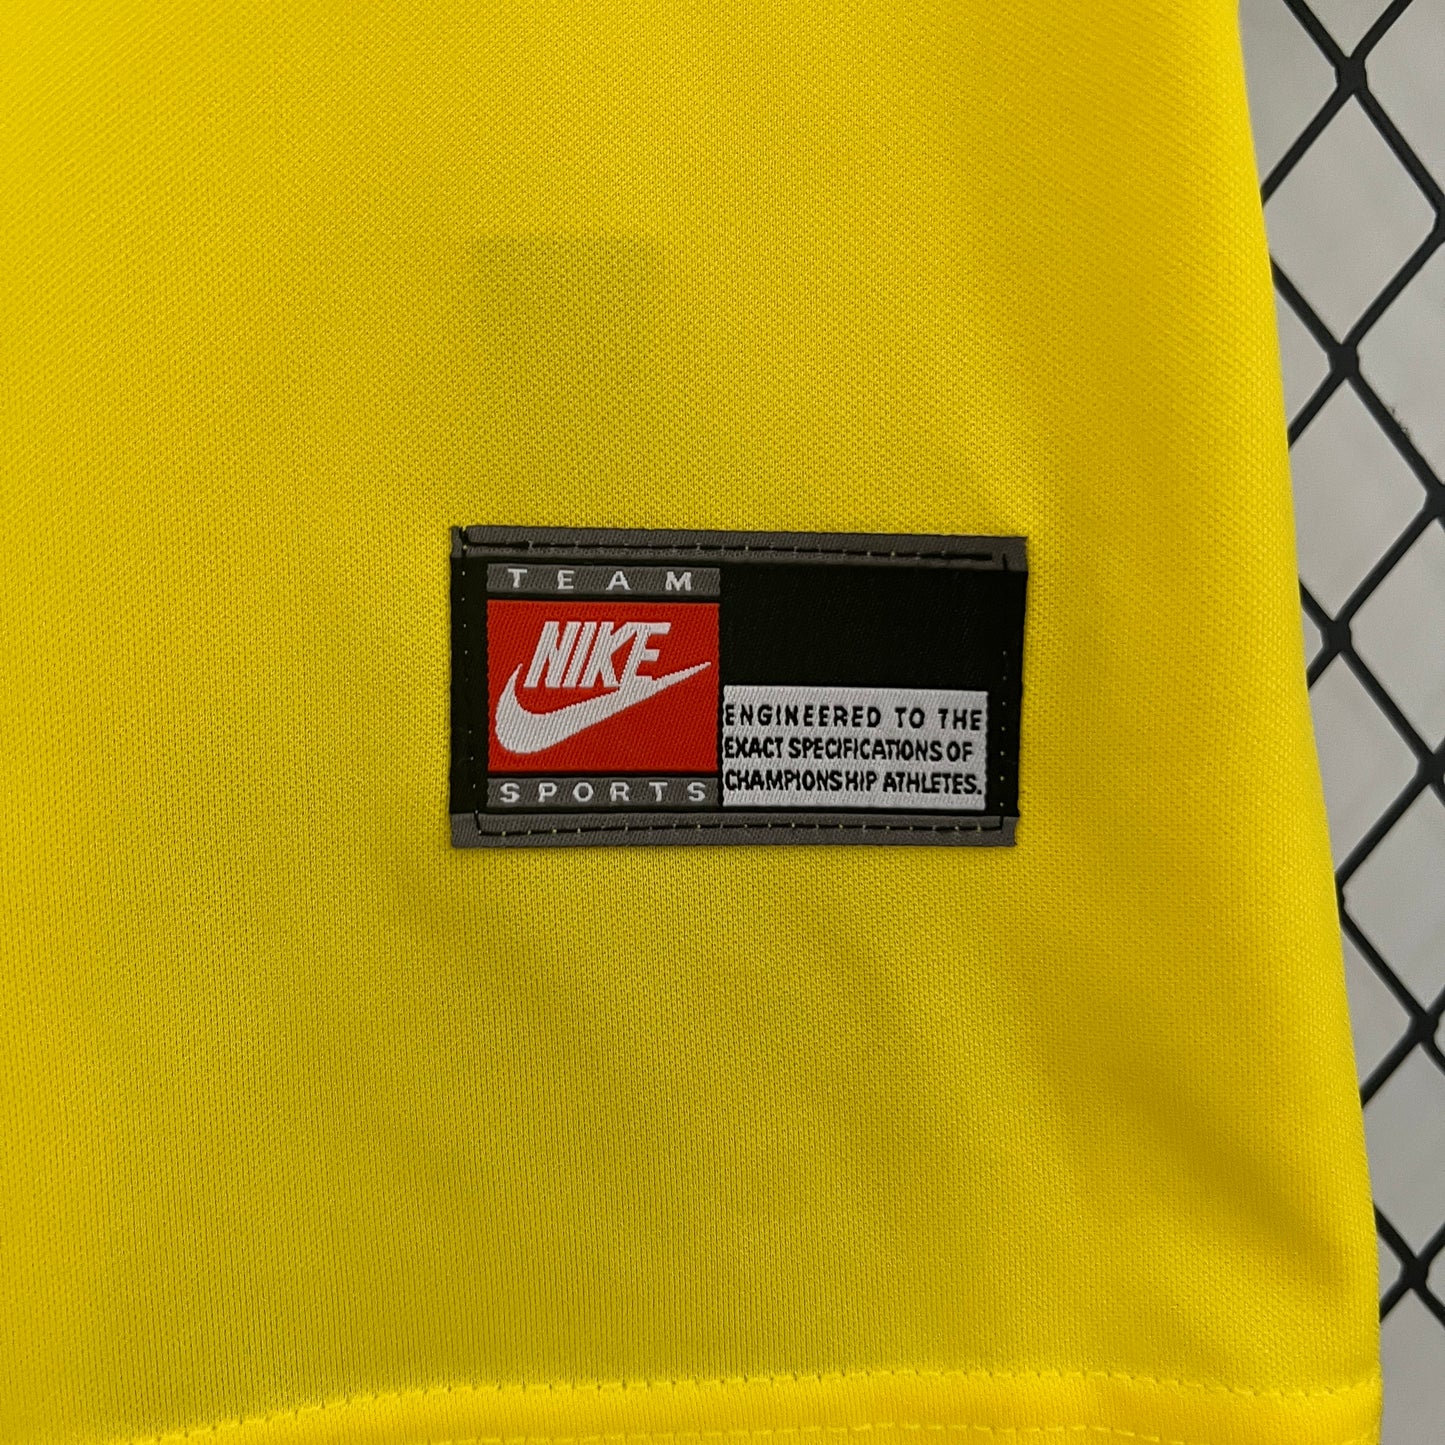 TEAM
NIKE
SPORTS
ENGINEERED TO THE
EXACT SPECIFICATIONS OF
CHAMPIONSHIP ATHLETES.